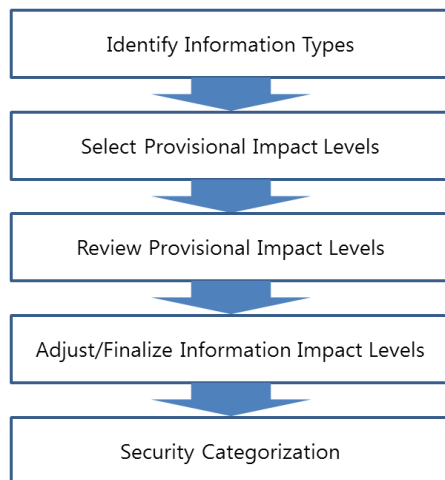 Identify Information Types
Select Provisional Impact Levels
Review Provisional Impact Levels
Adjust/Finalize Information Impact Levels
Security Categorization